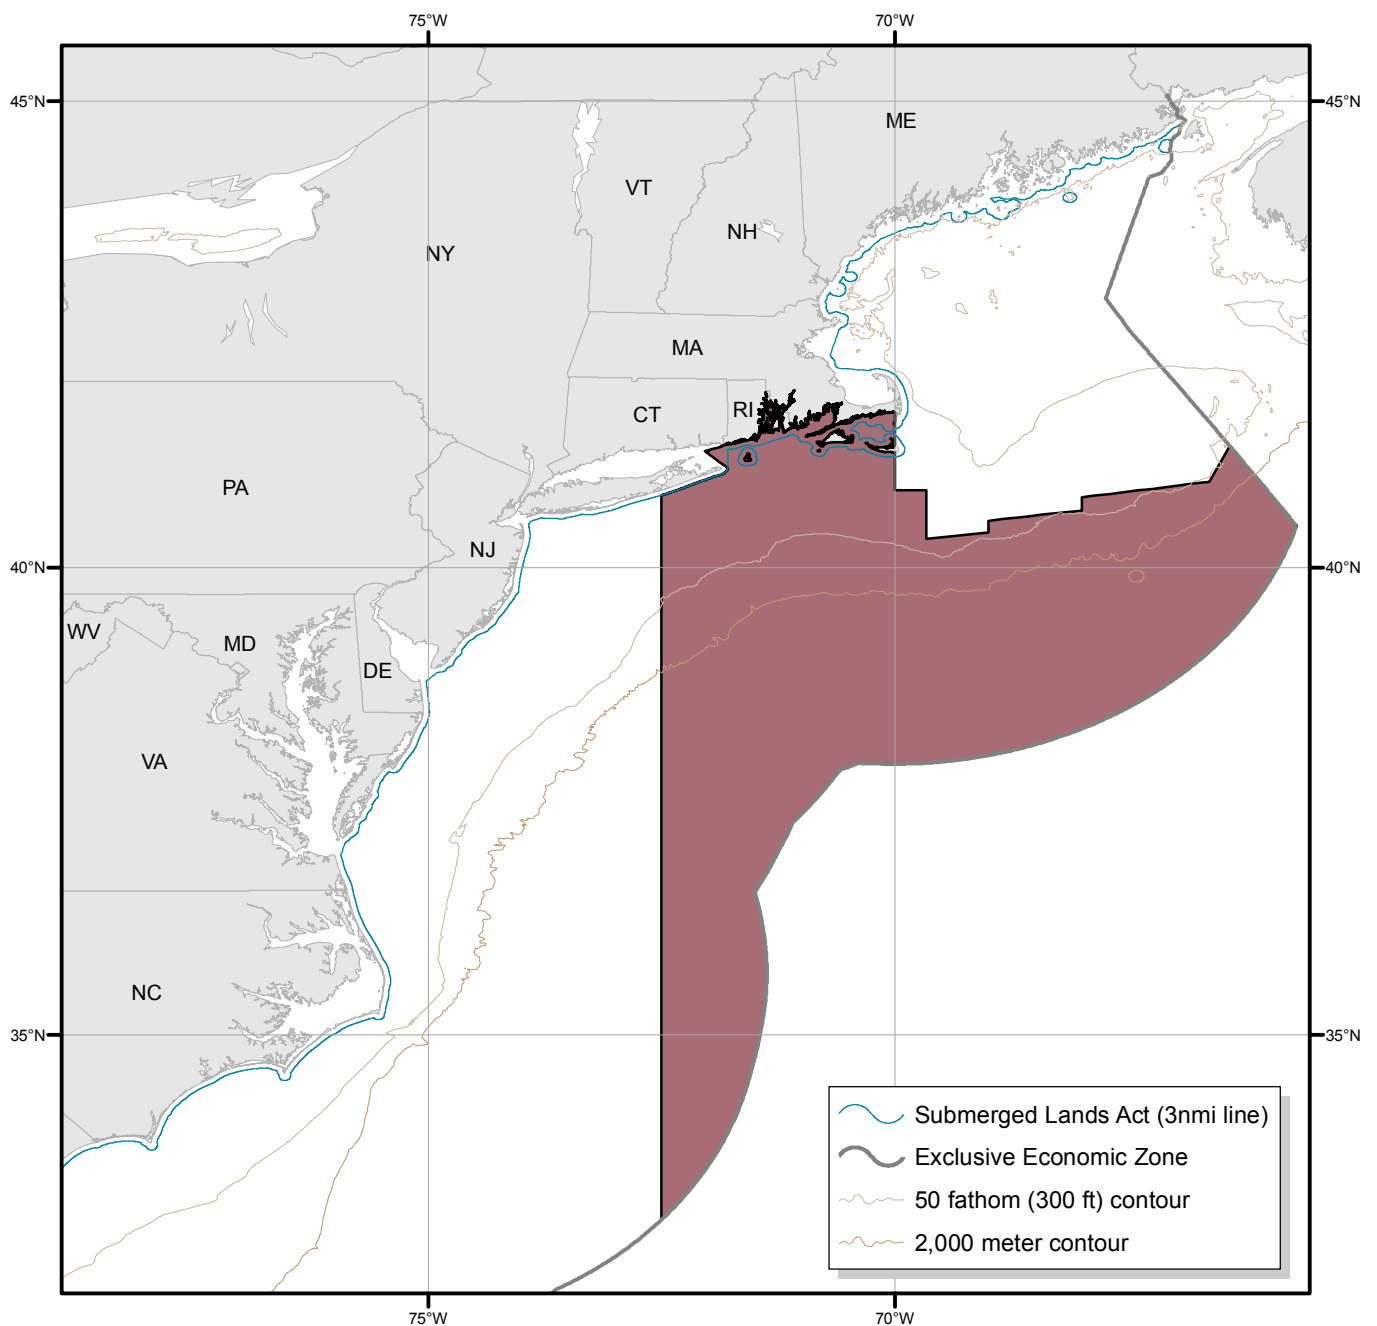 75°W 70°W
45°N 45°N
ME
VT
NH
NY
MA
RI
CT
PA
NJ
40°N 40°N
WV
MD
DE
VA
NC
35°N 35°N
Submerged Lands Act (3nmi line)
Exclusive Economic Zone
50 fathom (300 ft) contour
2,000 meter contour
75°W 70°W